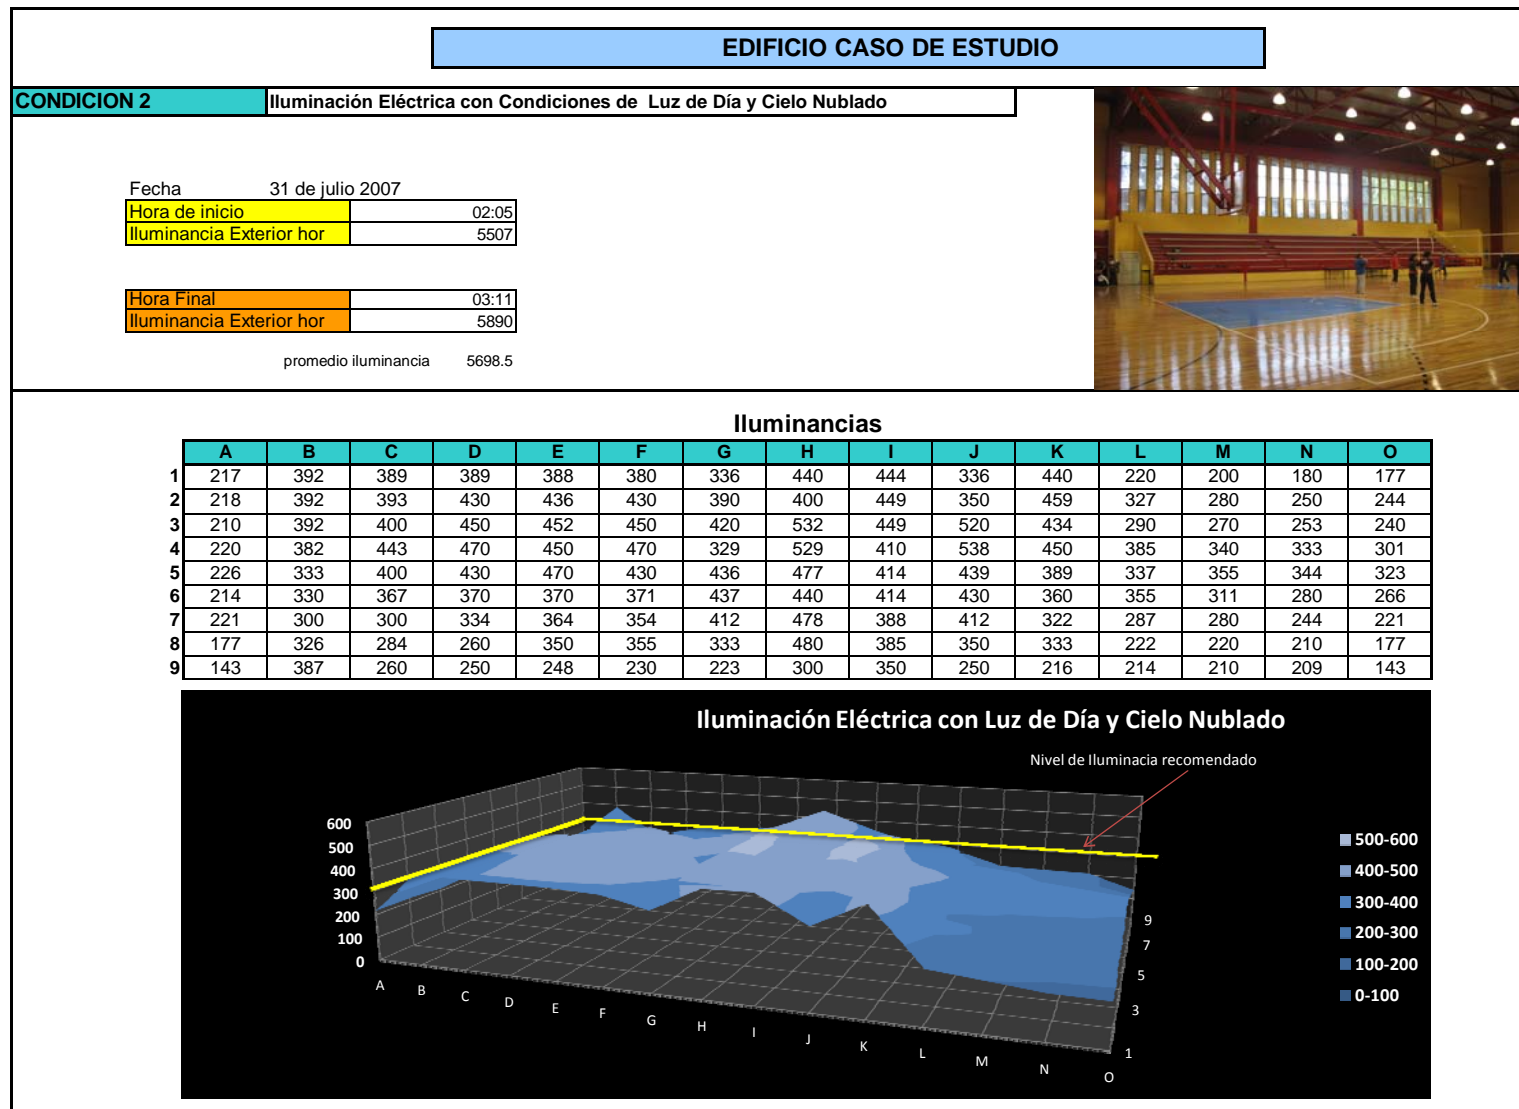 EDIFICIO CASO DE ESTUDIO
CONDICION 2 Iluminación Eléctrica con Condiciones de Luz de Día y Cielo Nublado
Fecha 31 de julio 2007
Hora de inicio 02:05
Iluminancia Exterior hor 5507
Hora Final 03:11
Iluminancia Exterior hor 5890
promedio iluminancia 5698.5
Iluminancias
A B C D E F G H I J K L M N O
1 217 392 389 389 388 380 336 440 444 336 440 220 200 180 177
2 218 392 393 430 436 430 390 400 449 350 459 327 280 250 244
3 210 392 400 450 452 450 420 532 449 520 434 290 270 253 240
4 220 382 443 470 450 470 329 529 410 538 450 385 340 333 301
5 226 333 400 430 470 430 436 477 414 439 389 337 355 344 323
6 214 330 367 370 370 371 437 440 414 430 360 355 311 280 266
7 221 300 300 334 364 354 412 478 388 412 322 287 280 244 221
8 177 326 284 260 350 355 333 480 385 350 333 222 220 210 177
9 143 387 260 250 248 230 223 300 350 250 216 214 210 209 143
Iluminación Eléctrica con Luz de Día y Cielo Nublado
Nivel de Iluminacia recomendado
600
500
400
300
200
100
0
A B C D E F G H I J K L M N O
9
7
5
3
1
500-600
400-500
300-400
200-300
100-200
0-100